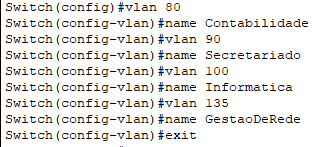 Switch(config)#vlan 80
Switch(config-vlan)#name Contabilidade
Switch(config-vlan)#vlan 90
Switch(config-vlan)#name Secretariado
Switch(config-vlan)#vlan 100
Switch(config-vlan)#name Informatica
Switch(config-vlan)#vlan 135
Switch(config-vlan)#name GestaoDeRede
Switch(config-vlan)#exit